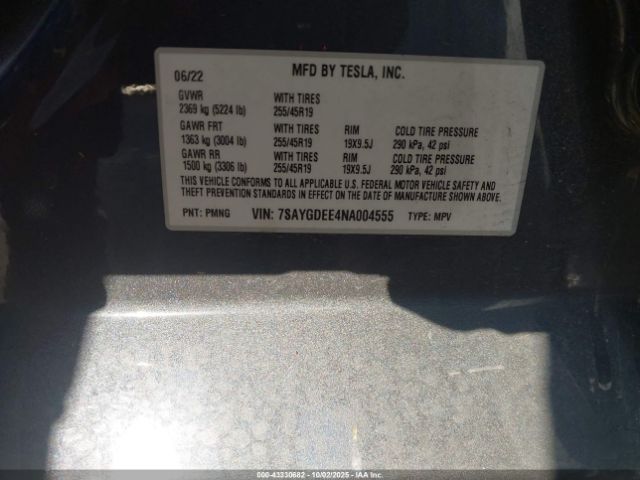 06/22 MFD BY TESLA, INC.
GVWR
2369 kg (5224 lb) WITH TIRES 255/45R19
GAWR FRT
1363 kg (3004 lb) WITH TIRES 255/45R19 RIM 19X9.5J COLD TIRE PRESSURE 290 kPa, 42 psi
GAWR RR
1500 kg (3306 lb) WITH TIRES 255/45R19 RIM 19X9.5J COLD TIRE PRESSURE 290 kPa, 42 psi
THIS VEHICLE CONFORMS TO ALL APPLICABLE U.S. FEDERAL MOTOR VEHICLE SAFETY AND
THEFT PREVENTION STANDARDS IN EFFECT ON THE DATE OF MANUFACTURE SHOWN ABOVE.
PNT: PMNG VIN: 7SAYGDEE4NA004555 TYPE: MPV
000-43330682 - 10/02/2025 - IAAI.COM